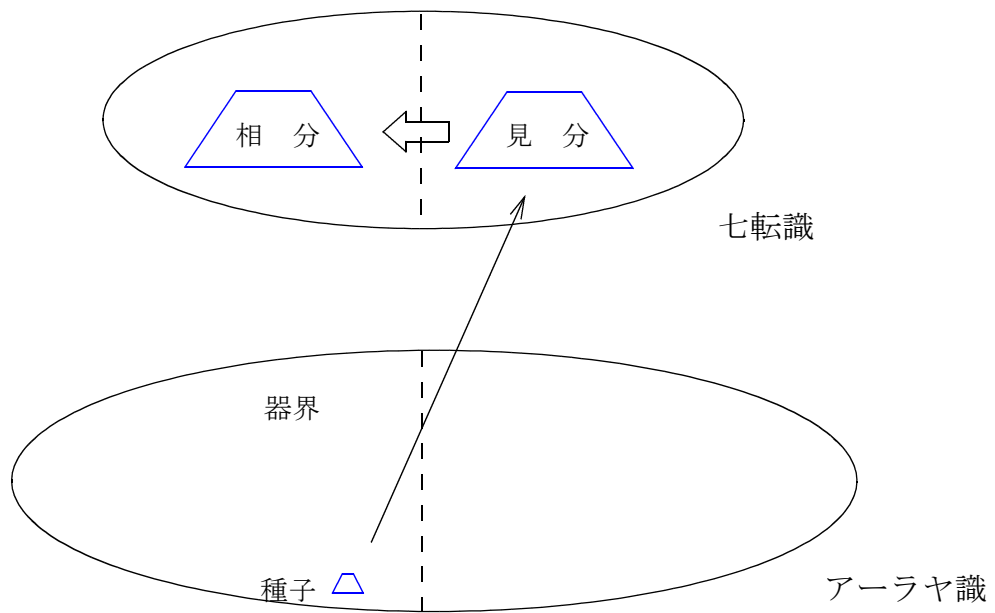 相 分
見 分
七転識
器界
種子
アーラヤ識